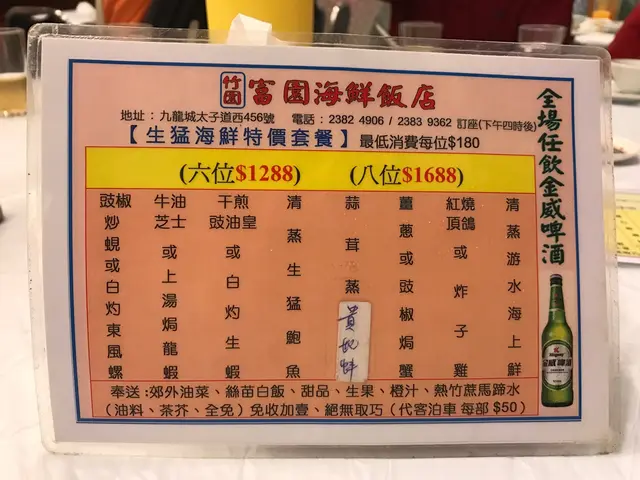 竹園 富園海鮮飯店
地址：九龍城太子道西456號 電話：2382 4906 / 2383 9362 訂座(下午四時後)
【生猛海鮮特價套餐】最低消費每位$180
(六位$1288) (八位$1688)
清蒸游水海上鮮
紅燒頂鴿或炸子雞
薑蔥或豉椒焗蟹
蒜茸蒸
貴妃蚌
清蒸生猛鮑魚
干煎豉油皇或白灼生蝦
牛油芝士或上湯焗龍蝦
豉椒炒蜆或白灼東風螺
奉送:郊外油菜、絲苗白飯、甜品、生果、橙汁、熱竹蔗馬蹄水
(油料、茶芥、全免) 免收加壹、絕無取巧 (代客泊車 每部 $50)
全場任飲金威啤酒